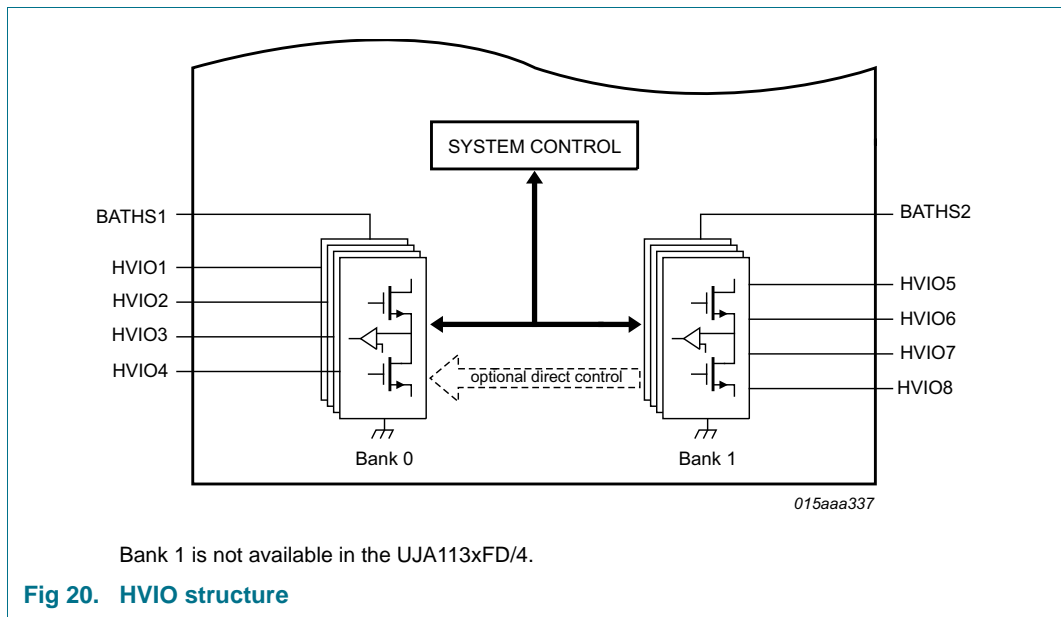 SYSTEM CONTROL
BATHS1
HVIO1
HVIO2
HVIO3
HVIO4
BATHS2
HVIO5
HVIO6
HVIO7
HVIO8
optional direct control
Bank 0
Bank 1
015aaa337
Bank 1 is not available in the UJA113xFD/4.
Fig 20. HVIO structure